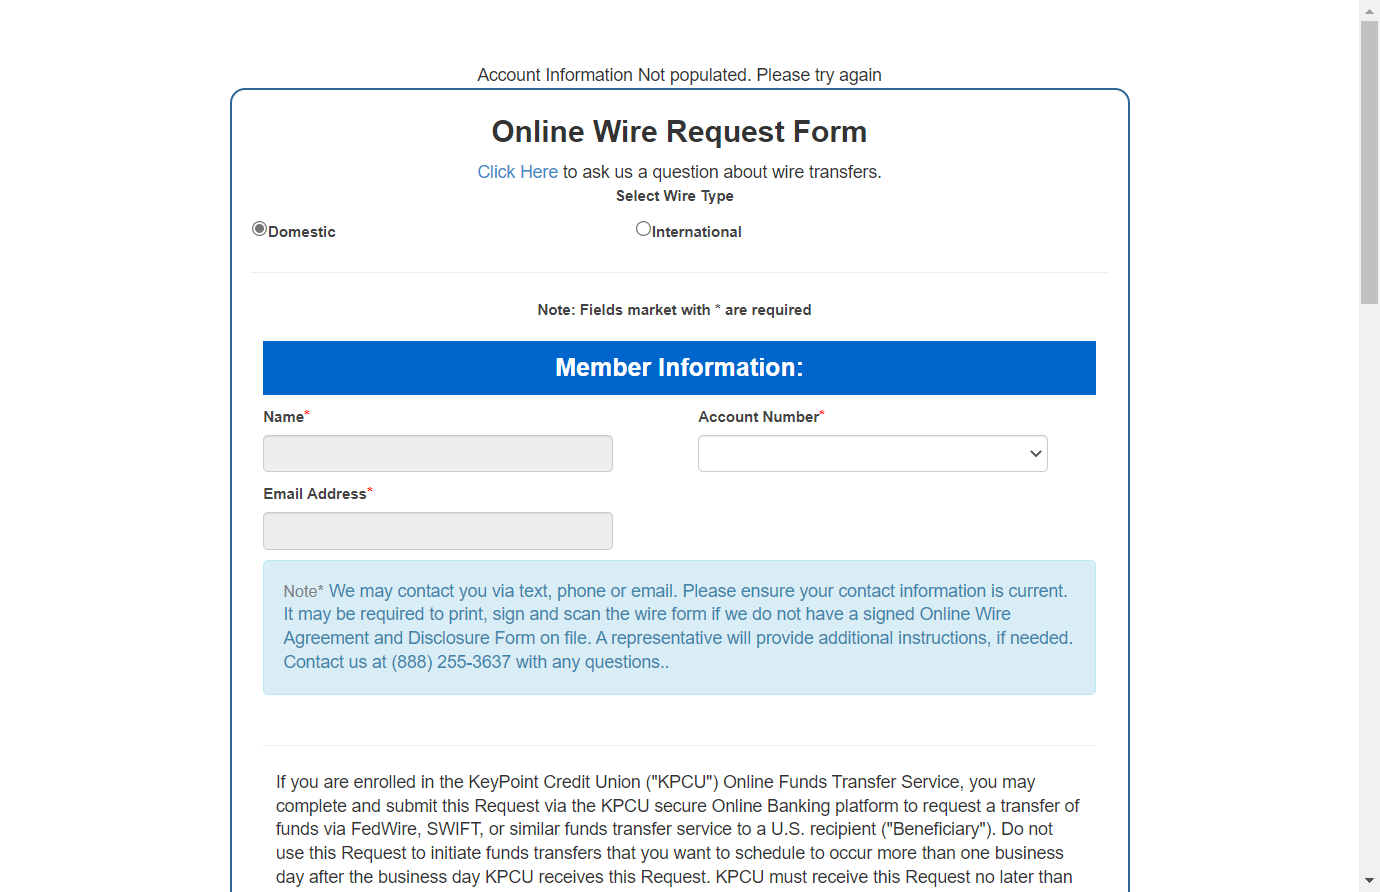 Account Information Not populated. Please try again
Online Wire Request Form
Click Here to ask us a question about wire transfers.
Select Wire Type
Domestic
International
Note: Fields market with * are required
Member Information:
Name*
Account Number*
Email Address*
Note* We may contact you via text, phone or email. Please ensure your contact information is current.
It may be required to print, sign and scan the wire form if we do not have a signed Online Wire
Agreement and Disclosure Form on file. A representative will provide additional instructions, if needed.
Contact us at (888) 255-3637 with any questions..
If you are enrolled in the KeyPoint Credit Union ("KPCU") Online Funds Transfer Service, you may
complete and submit this Request via the KPCU secure Online Banking platform to request a transfer of
funds via FedWire, SWIFT, or similar funds transfer service to a U.S. recipient ("Beneficiary"). Do not
use this Request to initiate funds transfers that you want to schedule to occur more than one business
day after the business day KPCU receives this Request. KPCU must receive this Request no later than